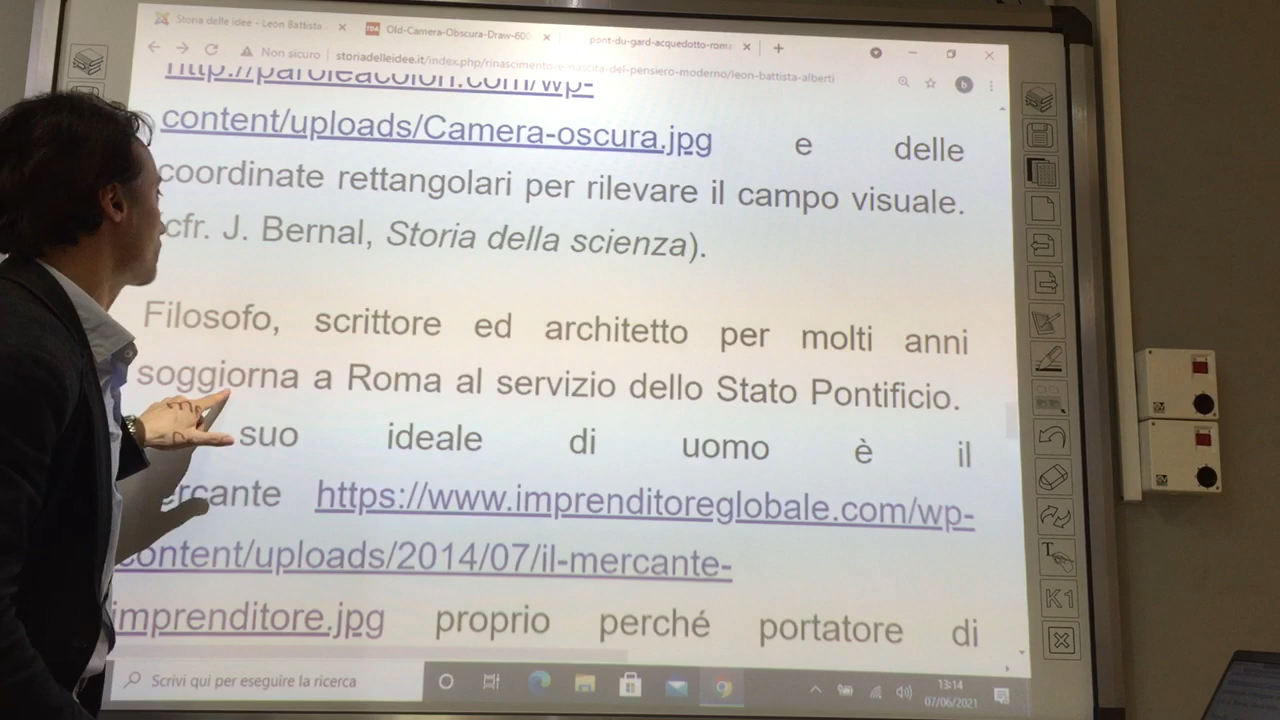 Storia delle idee - Leon Battista
Old-Camera-Obscura-Draw-600
pont-du-gard-acquedotto-roma
Non sicuro | storiadelleidee.it/index.php/rinascimento-e-nascita-del-pensiero-moderno/leon-battista-alberti
http://paroleacolori.com/wp-
content/uploads/Camera-oscura.jpg e delle
coordinate rettangolari per rilevare il campo visuale.
cfr. J. Bernal, Storia della scienza).
Filosofo, scrittore ed architetto per molti anni
soggiorna a Roma al servizio dello Stato Pontificio.
suo ideale di uomo è il
ercante https://www.imprenditoreglobale.com/wp-
content/uploads/2014/07/il-mercante-
imprenditore.jpg proprio perché portatore di
Scrivi qui per eseguire la ricerca
13:14
07/06/2021
K1
T
b